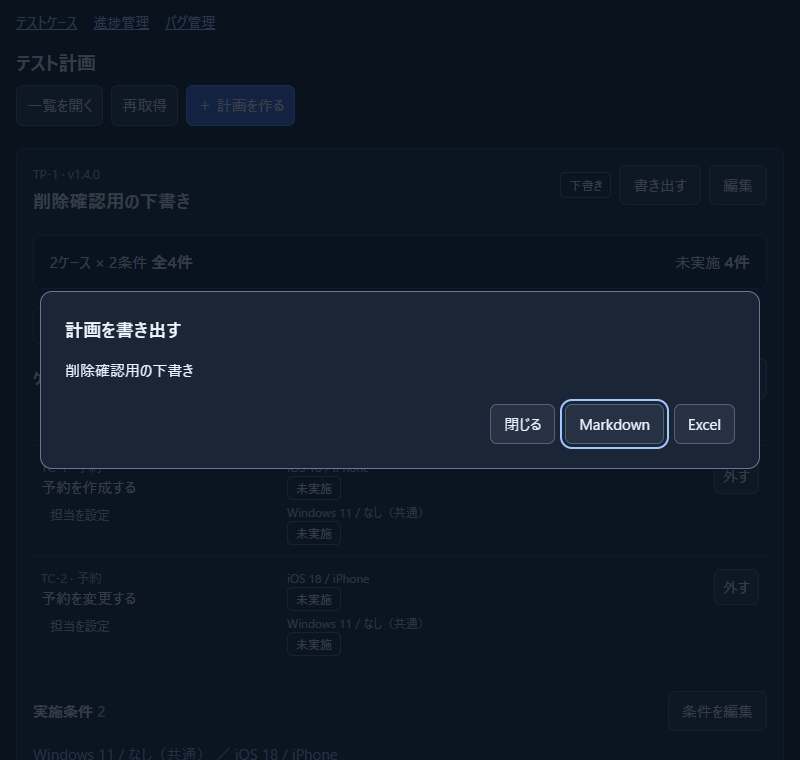 テストケース 進捗管理 バグ管理
テスト計画
一覧を開く 再取得 ＋ 計画を作る
TP-1 · v1.4.0
削除確認用の下書き
下書き 書き出す 編集
2ケース × 2条件 全4件 未実施 4件
計画を書き出す
削除確認用の下書き
閉じる Markdown Excel
TC-1 · 予約 iOS 18 / iPhone
予約を作成する 未実施 外す
担当を設定 Windows 11 / なし（共通）
未実施
TC-2 · 予約 iOS 18 / iPhone
予約を変更する 未実施 外す
担当を設定 Windows 11 / なし（共通）
未実施
実施条件 2 条件を編集
Windows 11 / なし（共通） ／ iOS 18 / iPhone